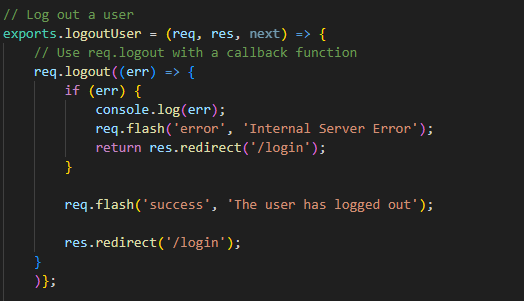 // Log out a user
exports.logoutUser = (req, res, next) => {
    // Use req.logout with a callback function
    req.logout((err) => {
        if (err) {
            console.log(err);
            req.flash('error', 'Internal Server Error');
            return res.redirect('/login');
        }

        req.flash('success', 'The user has logged out');

        res.redirect('/login');
    }
    )};